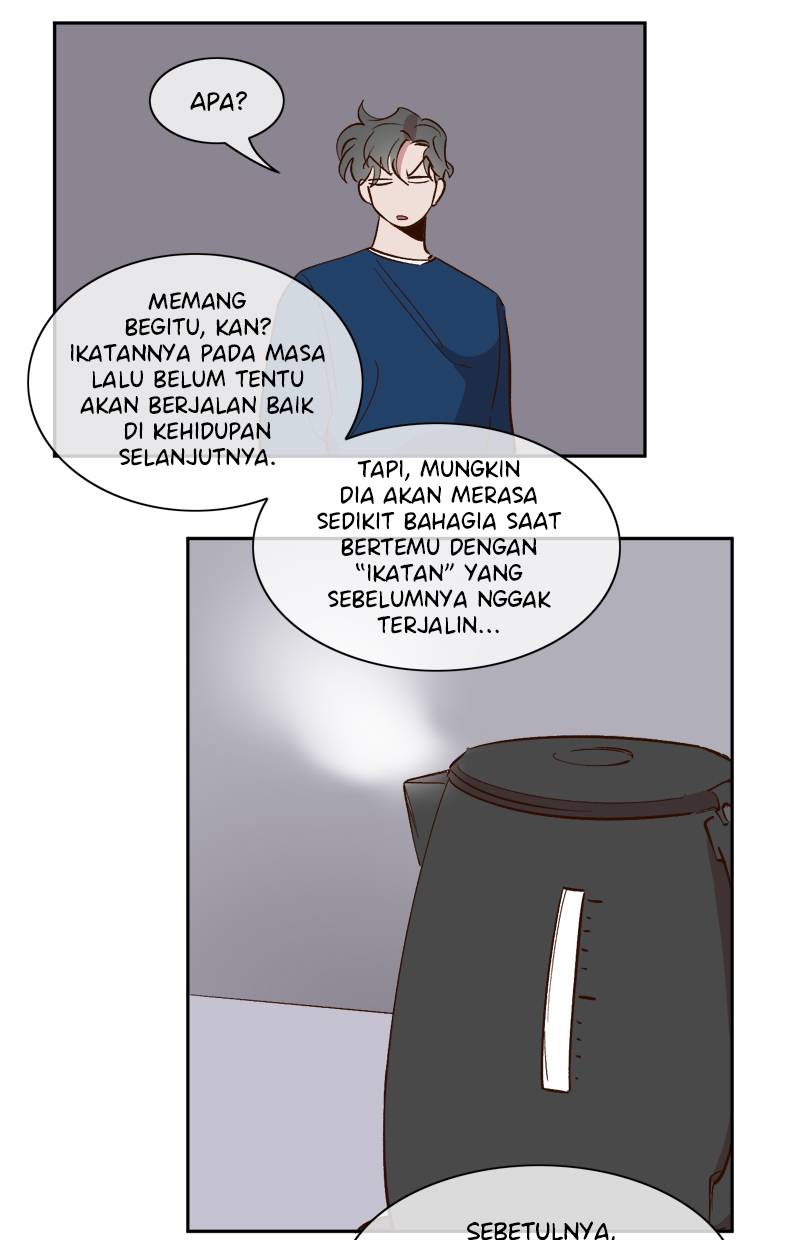 APA?
MEMANG
BEGITU, KAN?
IKATANNYA PADA MASA
LALU BELUM TENTU
AKAN BERJALAN BAIK
DI KEHIDUPAN
SELANJUTNYA.
TAPI, MUNGKIN
DIA AKAN MERASA
SEDIKIT BAHAGIA SAAT
BERTEMU DENGAN
“IKATAN” YANG
SEBELUMNYA NGGAK
TERJALIN...
SEBETULNYA,